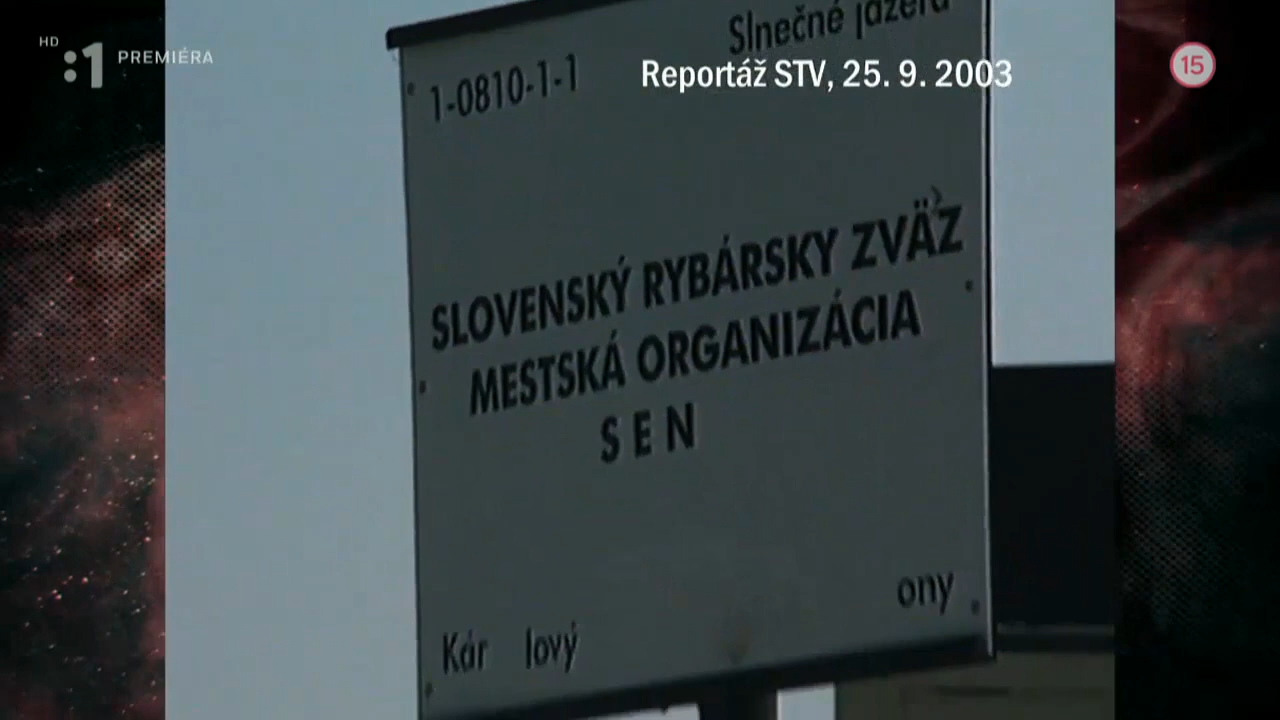 HD
:1 PREMIÉRA
Reportáž STV, 25. 9. 2003
15
Slnečné jazerá
1-0810-1-1
SLOVENSKÝ RYBÁRSKY ZVÄZ
MESTSKÁ ORGANIZÁCIA
SEN
ony
Kár lový